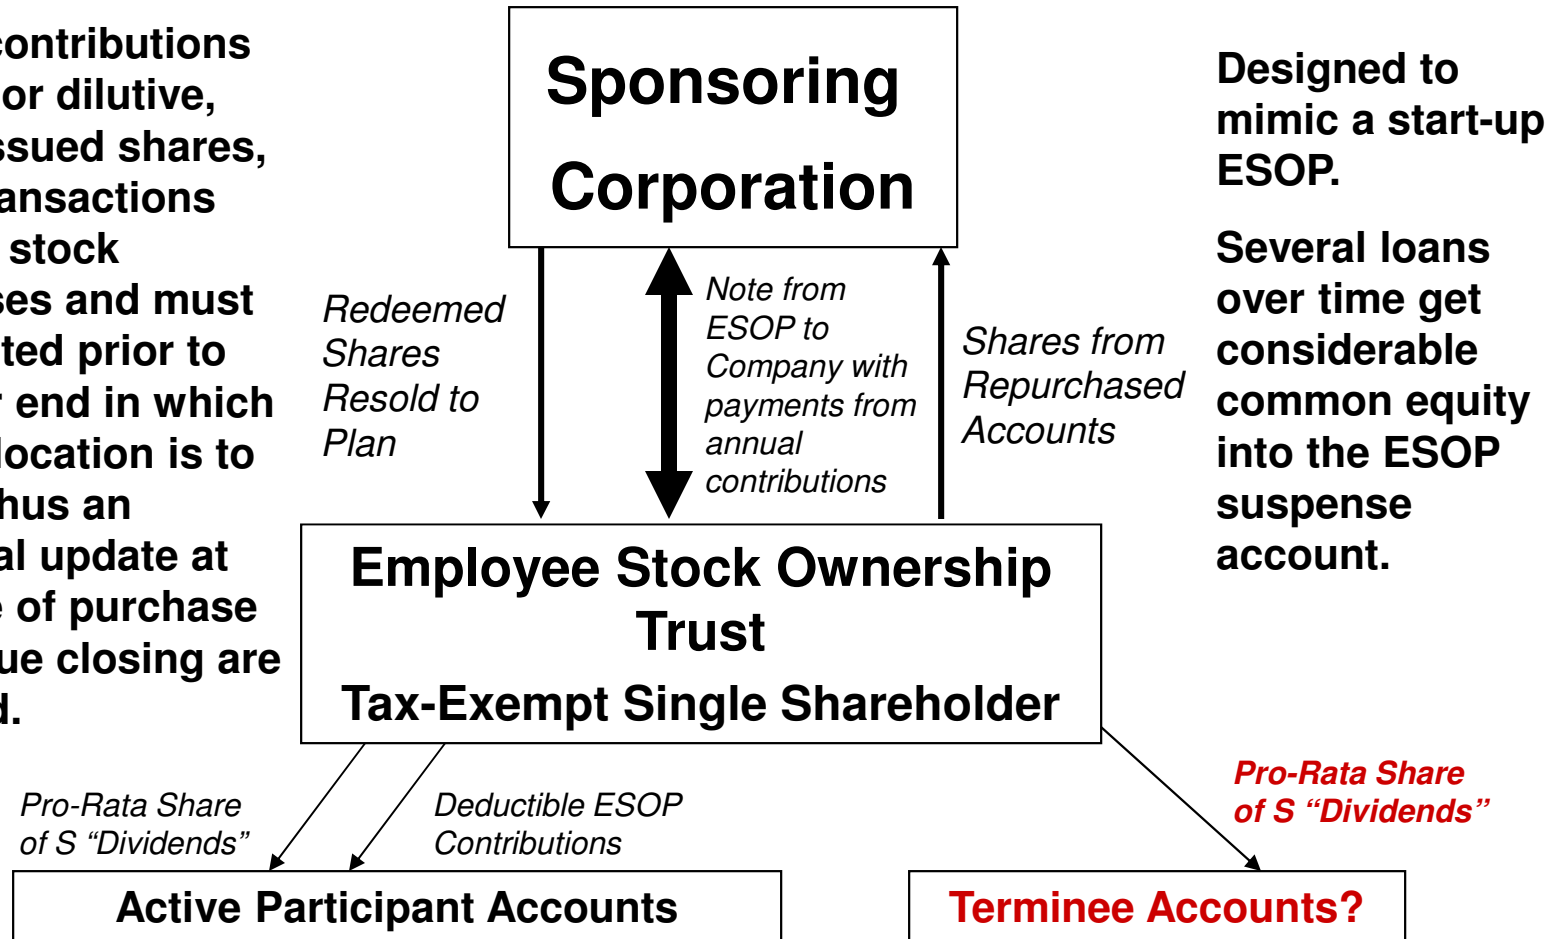 contributions
or dilutive,
ssued shares,
ansactions
stock
ses and must
ted prior to
r end in which
location is to
hus an
al update at
e of purchase
ue closing are
d.
Sponsoring
Corporation
Designed to
mimic a start-up
ESOP.
Several loans
over time get
considerable
common equity
into the ESOP
suspense
account.
Redeemed
Shares
Resold to
Plan
Note from
ESOP to
Company with
payments from
annual
contributions
Shares from
Repurchased
Accounts
Employee Stock Ownership
Trust
Tax-Exempt Single Shareholder
Pro-Rata Share
of S “Dividends”
Deductible ESOP
Contributions
Pro-Rata Share
of S “Dividends”
Active Participant Accounts
Terminee Accounts?